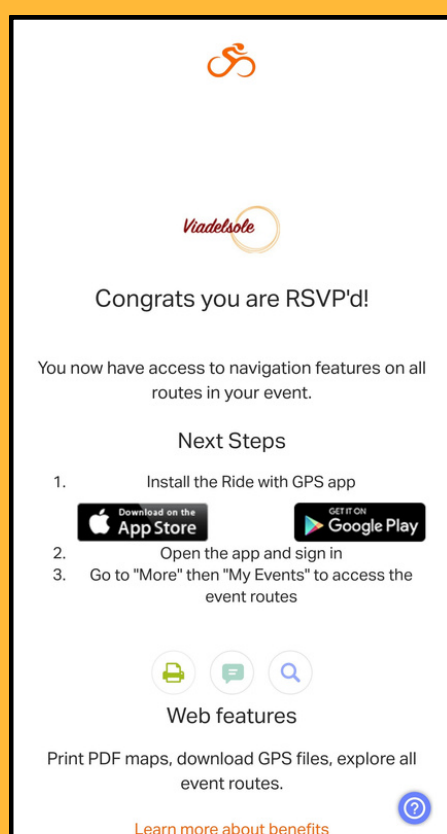 Viadelsole
Congrats you are RSVP'd!
You now have access to navigation features on all
routes in your event.
Next Steps
1. Install the Ride with GPS app
Download on the
App Store
GET IT ON
Google Play
2. Open the app and sign in
3. Go to "More" then "My Events" to access the
event routes
Web features
Print PDF maps, download GPS files, explore all
event routes.
?
Learn more about benefits